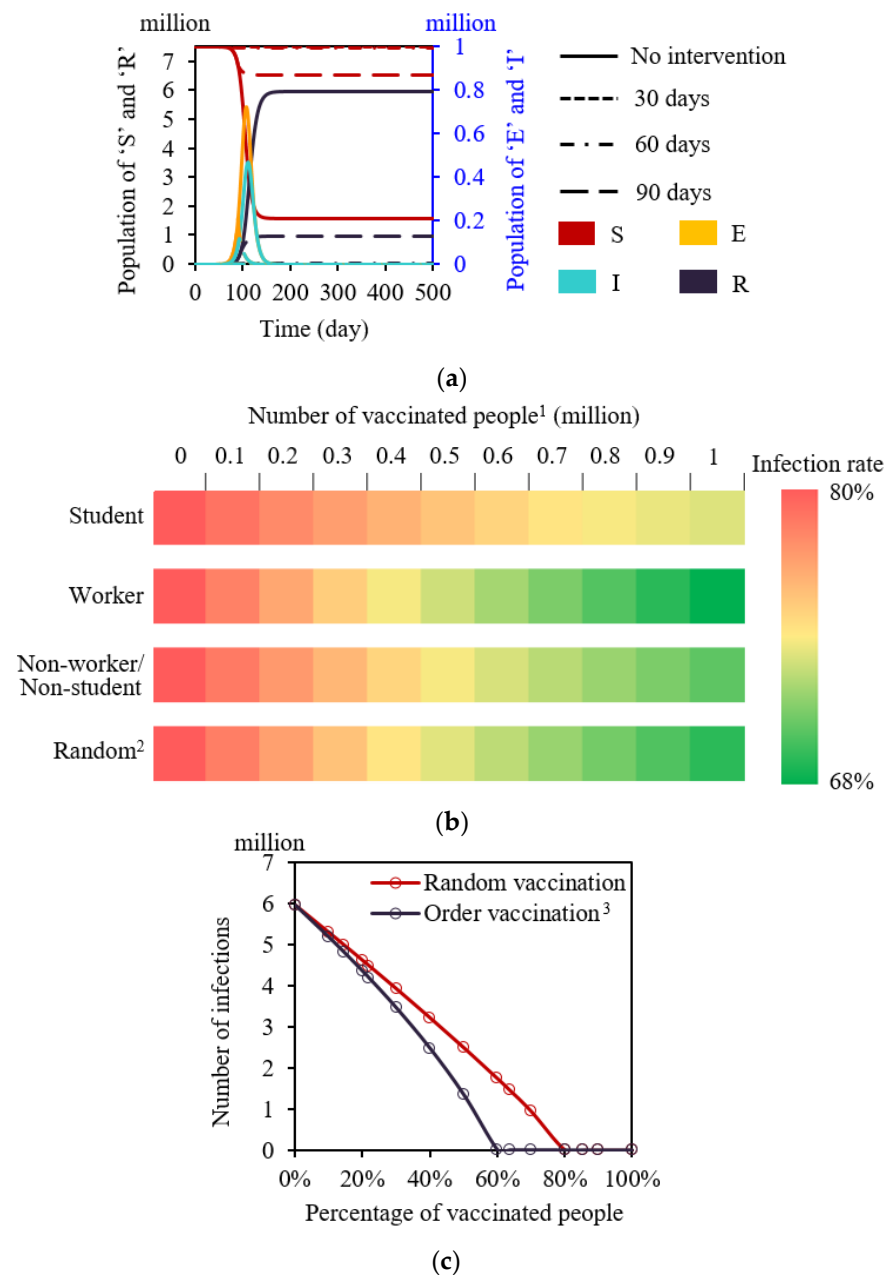 million
million
Population of ‘S’ and ‘R’
7
6
5
4
3
2
1
0
1
0.8
0.6
0.4
0.2
0
Population of ‘E’ and ‘I’
0 100 200 300 400 500
Time (day)
No intervention
30 days
60 days
90 days
S E
I R
(a)
Number of vaccinated people¹ (million)
0 0.1 0.2 0.3 0.4 0.5 0.6 0.7 0.8 0.9 1
Infection rate
80%
68%
Student
Worker
Non-worker/
Non-student
Random²
(b)
million
Number of infections
7
6
5
4
3
2
1
0
Random vaccination
Order vaccination³
0% 20% 40% 60% 80% 100%
Percentage of vaccinated people
(c)